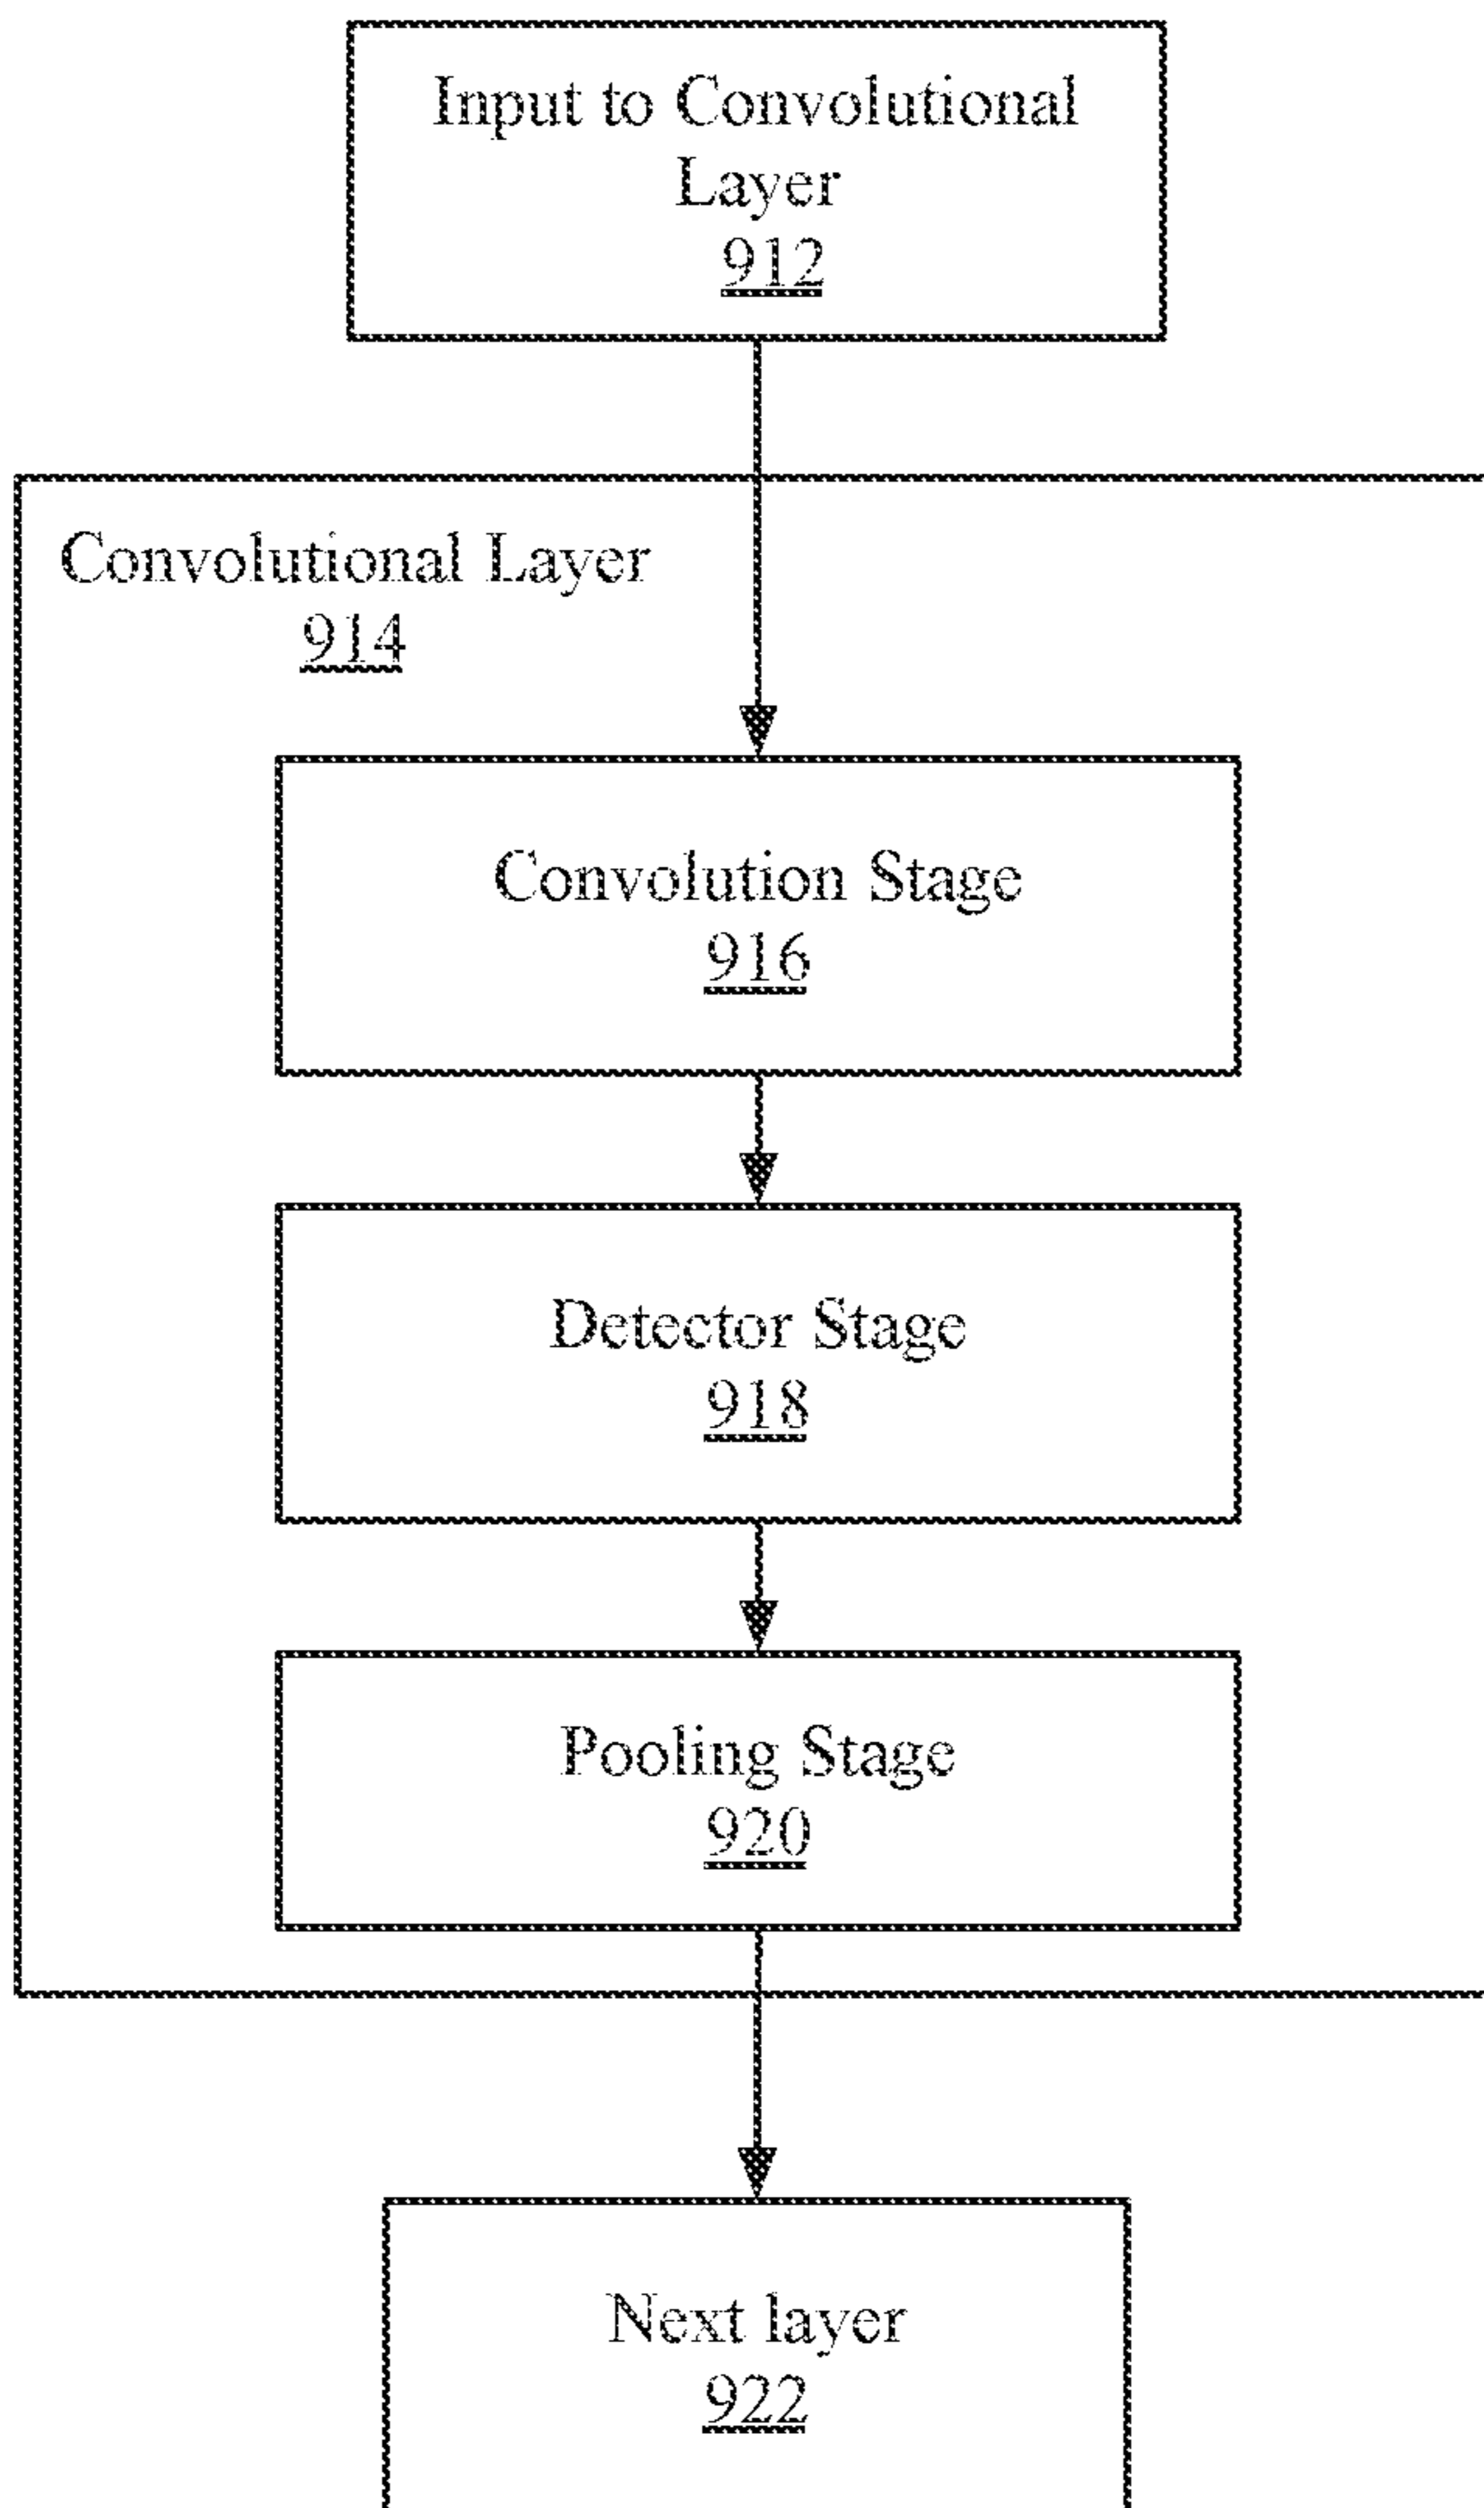 Input to Convolutional
Layer
912
Convolutional Layer
914
Convolution Stage
916
Detector Stage
918
Pooling Stage
920
Next layer
922